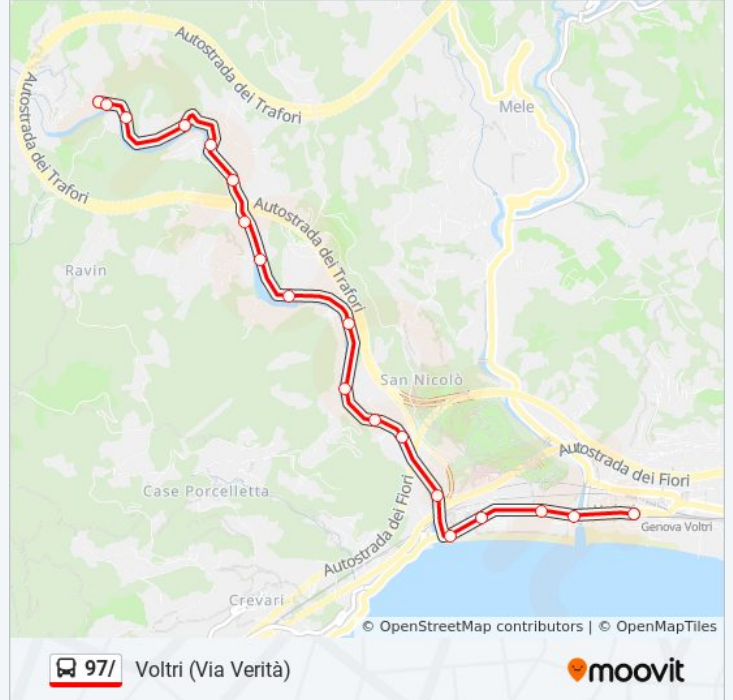 Autostrada dei Trafori
Autostrada dei Trafori
Mele
Autostrada dei Trafori
Ravin
San Nicolò
Autostrada dei Fiori
Case Porcelletta
Autostrada dei Fiori
Genova Voltri
Crevari
© OpenStreetMap contributors | © OpenMapTiles
97/ Voltri (Via Verità)
moovit